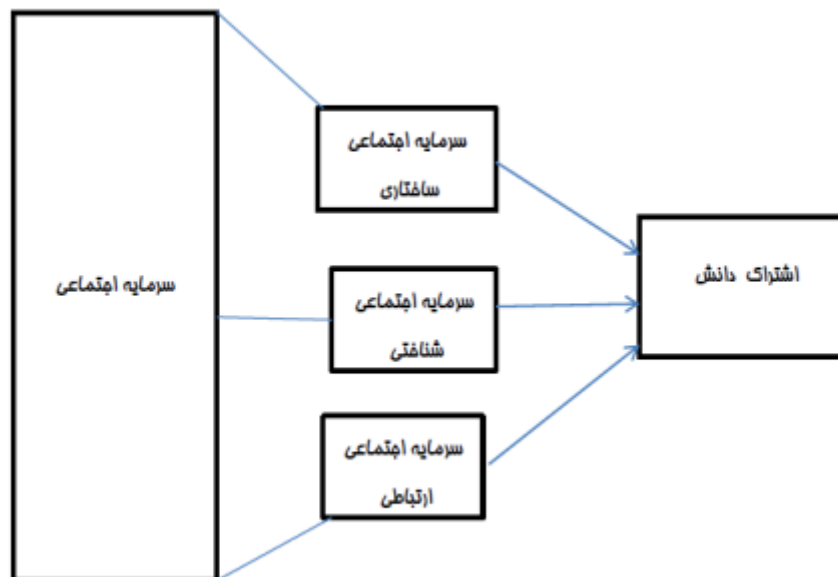 سرمایه اجتماعی
سرمایه اجتماعی
ساختاری
سرمایه اجتماعی
شناختی
سرمایه اجتماعی
ارتباطی
اشتراک دانش